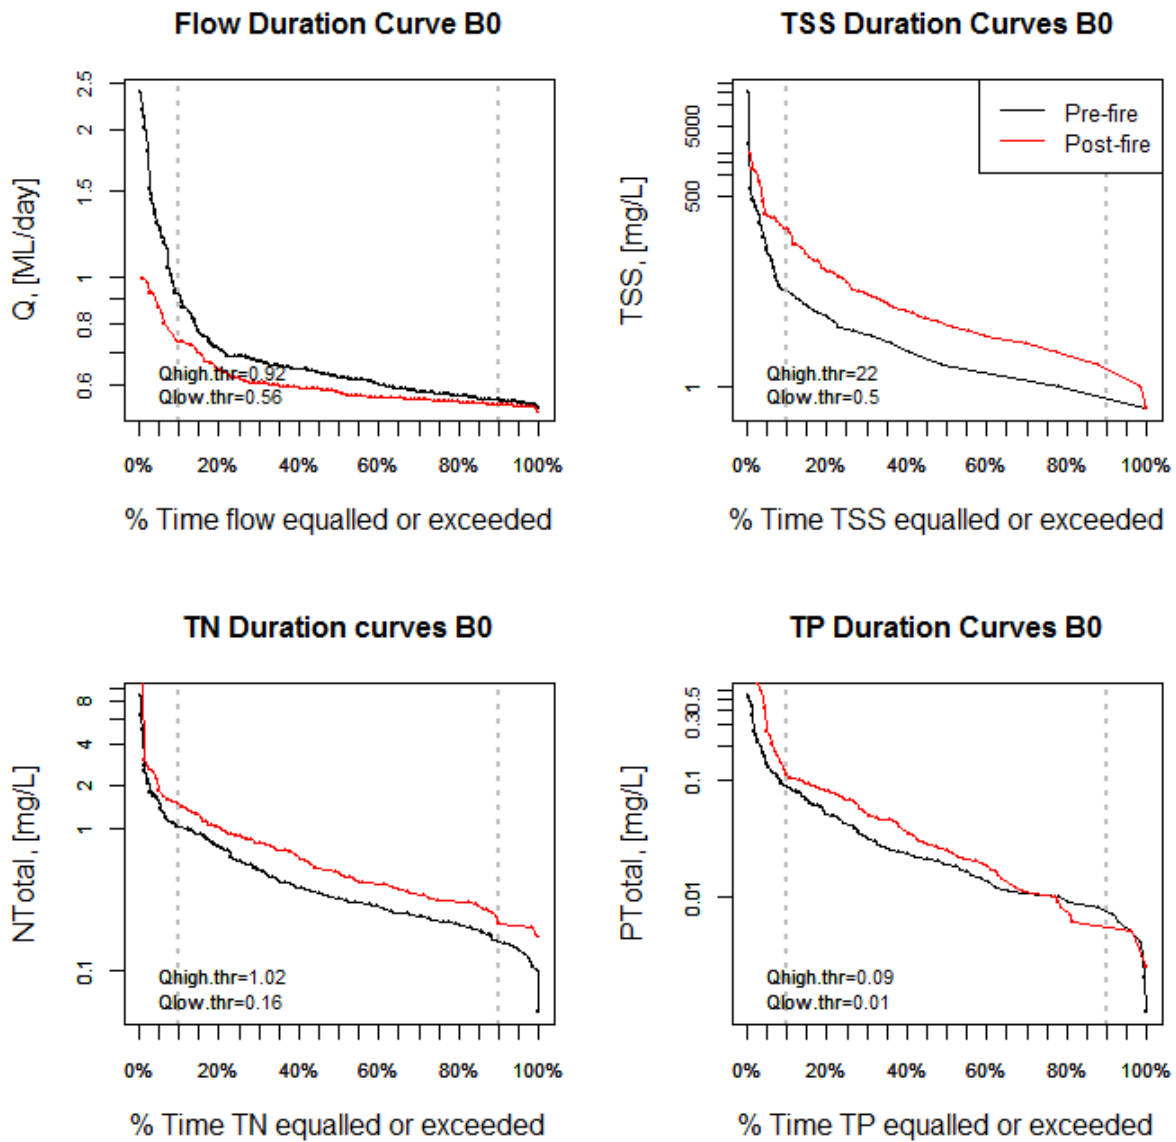 Flow Duration Curve B0
Q, [ML/day]
2.5
2
1.5
1
0.8
0.6
Qhigh.thr=0.92
Qlow.thr=0.56
0% 20% 40% 60% 80% 100%
% Time flow equalled or exceeded
TSS Duration Curves B0
TSS, [mg/L]
5000
500
1
Pre-fire
Post-fire
Qhigh.thr=22
Qlow.thr=0.5
0% 20% 40% 60% 80% 100%
% Time TSS equalled or exceeded
TN Duration curves B0
NTotal, [mg/L]
8
4
2
1
0.1
Qhigh.thr=1.02
Qlow.thr=0.16
0% 20% 40% 60% 80% 100%
% Time TN equalled or exceeded
TP Duration Curves B0
PTotal, [mg/L]
0.30.5
0.1
0.01
Qhigh.thr=0.09
Qlow.thr=0.01
0% 20% 40% 60% 80% 100%
% Time TP equalled or exceeded